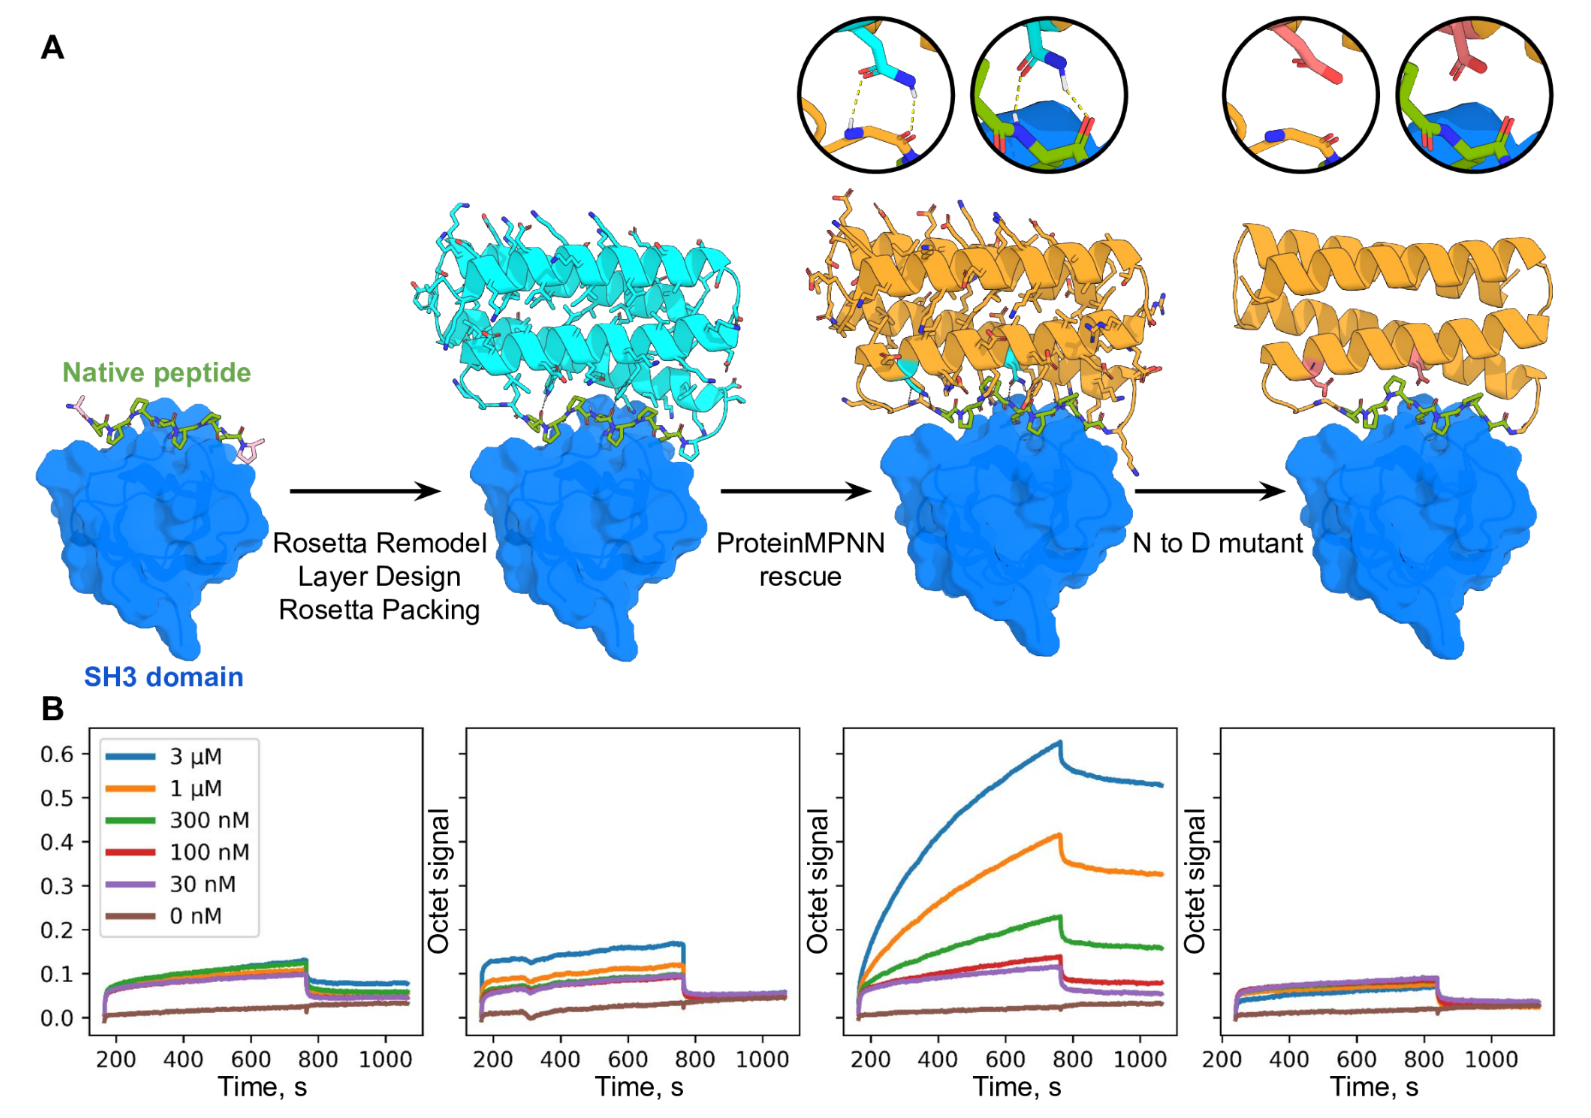 A
Native peptide
SH3 domain
Rosetta Remodel
Layer Design
Rosetta Packing
ProteinMPNN
rescue
N to D mutant
B
0.6
0.5
0.4
0.3
0.2
0.1
0.0
3 µM
1 µM
300 nM
100 nM
30 nM
0 nM
200 400 600 800 1000
Time, s
Octet signal
200 400 600 800 1000
Time, s
Octet signal
200 400 600 800 1000
Time, s
Octet signal
200 400 600 800 1000
Time, s